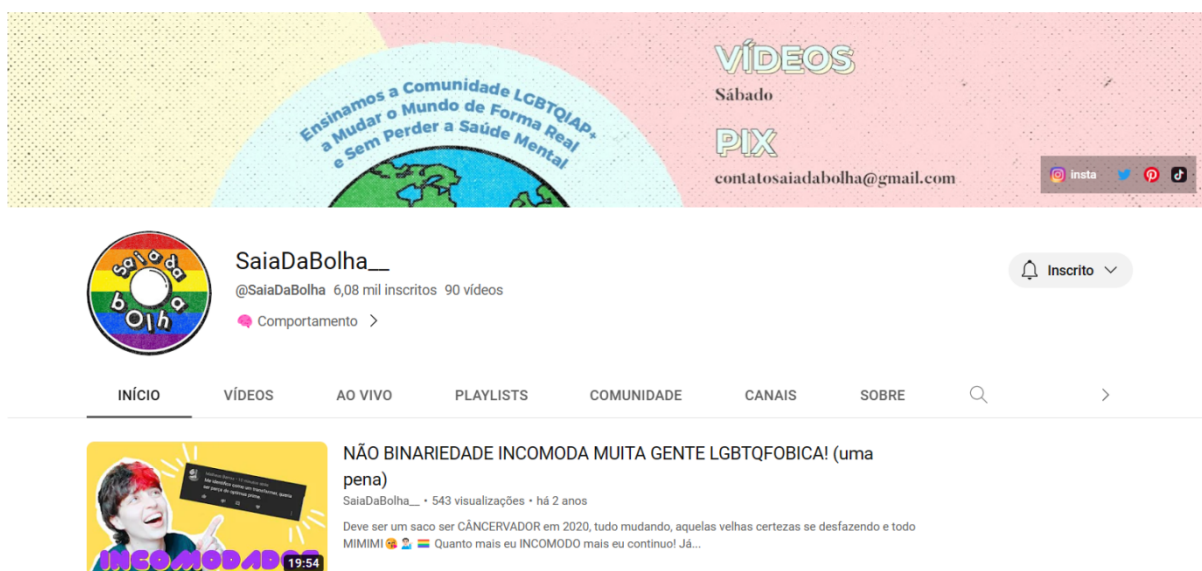 Ensinamos a Comunidade LGBTQIAP+
a Mudar o Mundo de Forma Real
e Sem Perder a Saúde Mental
VÍDEOS
Sábado
PIX
contatosaiadabolha@gmail.com
insta
saia da
bolha
SaiaDaBolha__
@SaiaDaBolha 6,08 mil inscritos 90 vídeos
Comportamento
Inscrito
INÍCIO VÍDEOS AO VIVO PLAYLISTS COMUNIDADE CANAIS SOBRE
NÃO BINARIEDADE INCOMODA MUITA GENTE LGBTQFOBICA! (uma
pena)
SaiaDaBolha__ • 543 visualizações • há 2 anos
Deve ser um saco ser CÂNCERVADOR em 2020, tudo mudando, aquelas velhas certezas se desfazendo e todo
MIMIMI Quanto mais eu INCOMODO mais eu continuo! Já...
INCOMODADOS
19:54